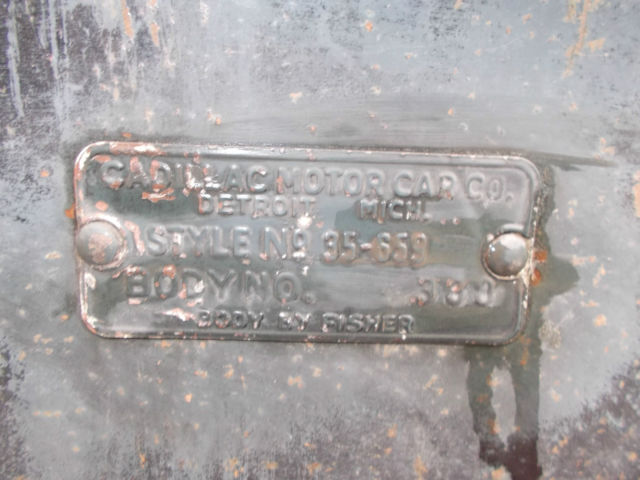 CADILLAC MOTOR CAR CO.
DETROIT MICH.
STYLE NO. 35-659
BODY NO.
BODY BY FISHER